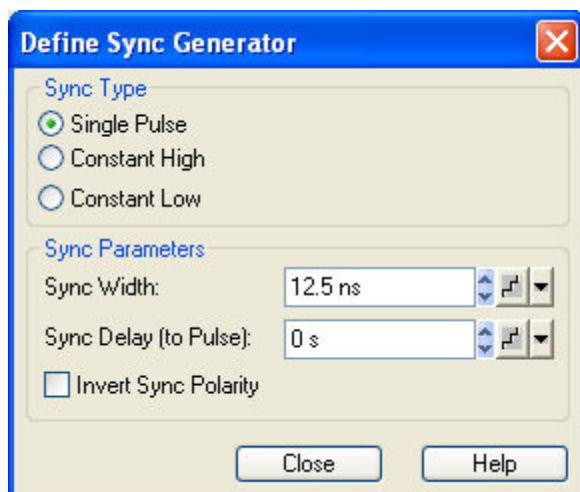 Define Sync Generator
Sync Type
Single Pulse
Constant High
Constant Low
Sync Parameters
Sync Width: 12.5 ns
Sync Delay (to Pulse): 0 s
Invert Sync Polarity
Close Help